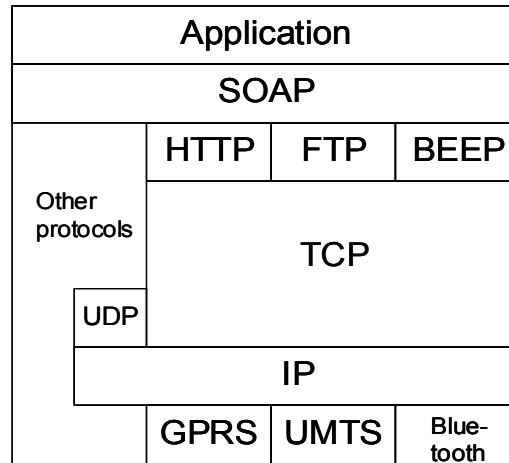 Application
SOAP
HTTP FTP BEEP
Other
protocols
TCP
UDP
IP
GPRS UMTS Blue-
tooth